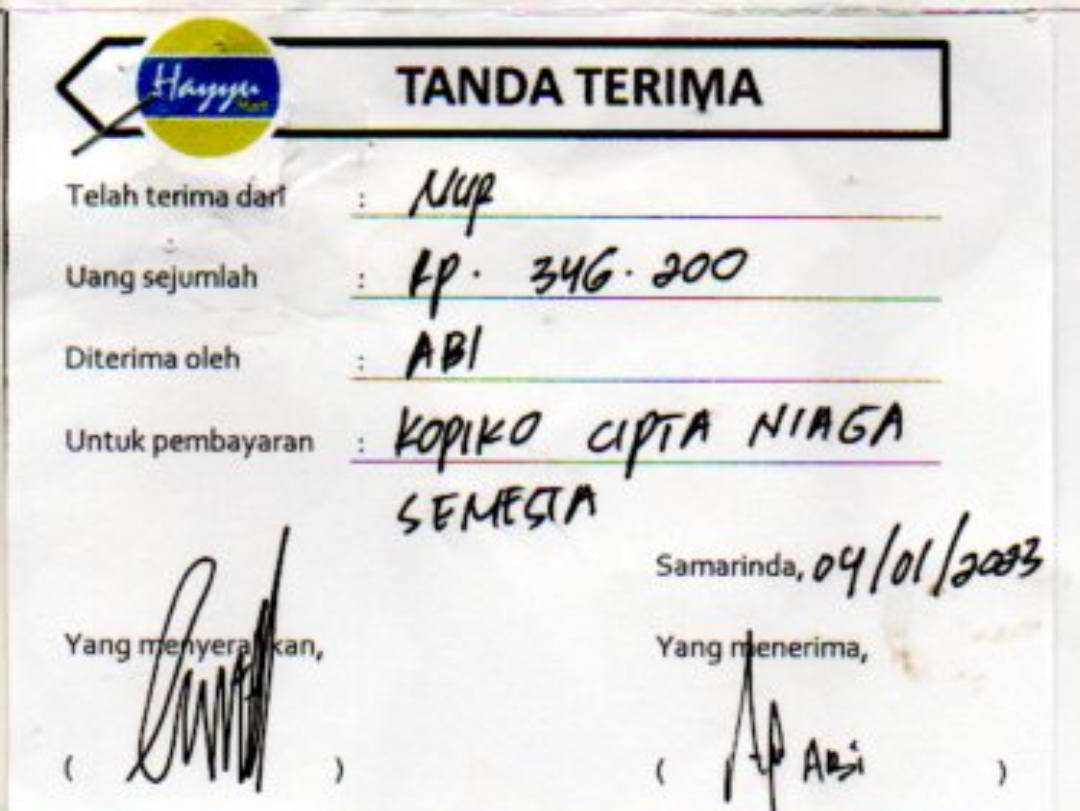 Hayyu
Mart
TANDA TERIMA
Telah terima dari : NUR
Uang sejumlah : Rp. 346.200
Diterima oleh : ABI
Untuk pembayaran : KOPIKO CIPTA NIAGA
SEMESTA
Samarinda, 04/01/2023
Yang menyerahkan,
Yang menerima,
( )
( ABi )